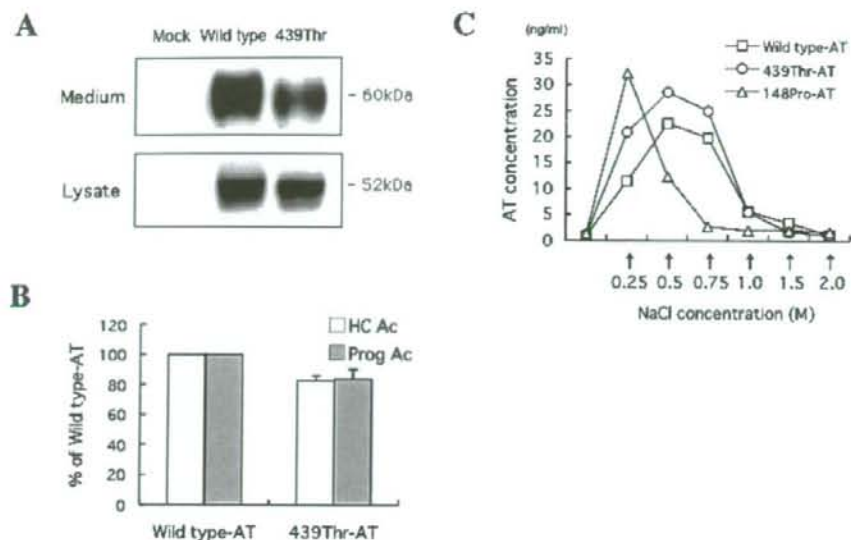 A
Mock Wild type 439Thr
Medium
- 60kDa
Lysate
- 52kDa
B
% of Wild type-AT
120
100
80
60
40
20
0
HC Ac
Prog Ac
Wild type-AT 439Thr-AT
C
(ng/ml)
AT concentration
35
30
25
20
15
10
5
0
Wild type-AT
439Thr-AT
148Pro-AT
↑ ↑ ↑ ↑ ↑ ↑
0.25 0.5 0.75 1.0 1.5 2.0
NaCl concentration (M)